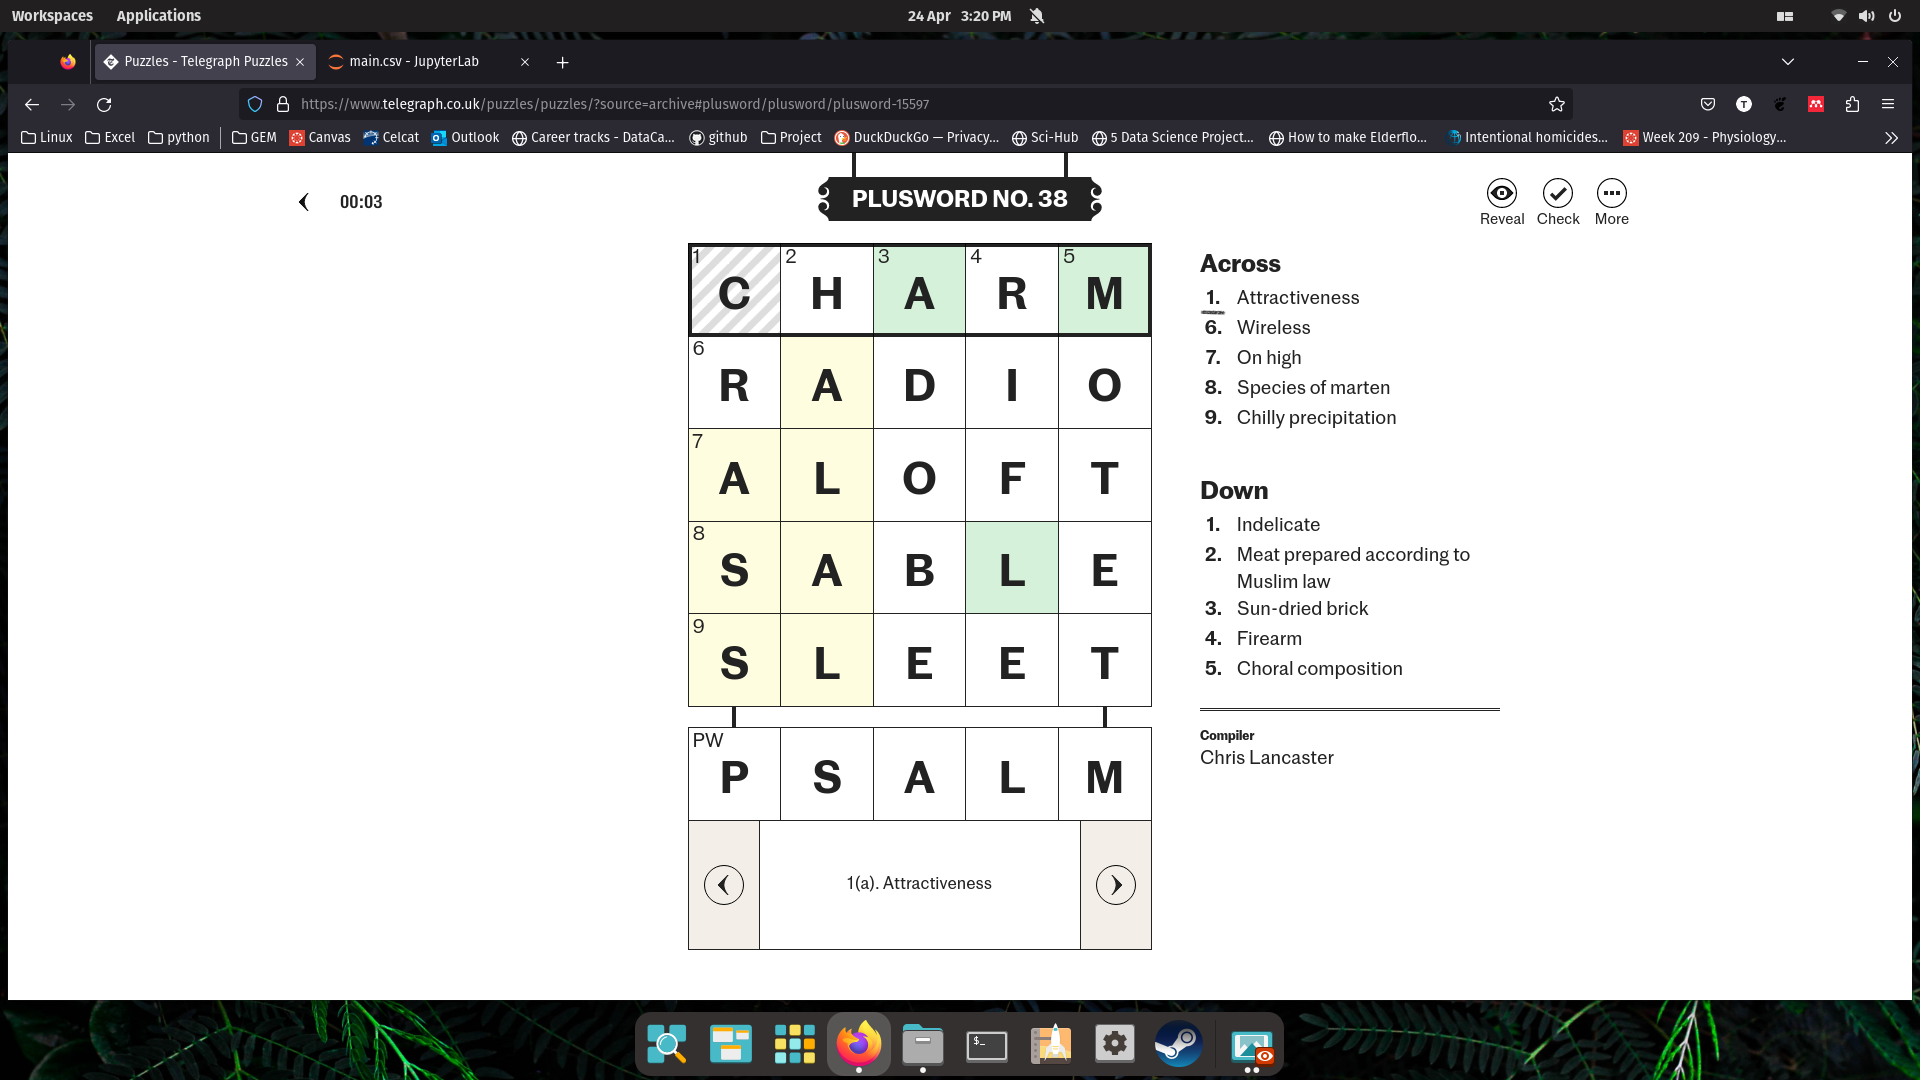 Workspaces Applications 24 Apr 3:20 PM
Puzzles - Telegraph Puzzles main.csv - JupyterLab
https://www.telegraph.co.uk/puzzles/puzzles/?source=archive#plusword/plusword/plusword-15597
Linux Excel python GEM Canvas Celcat Outlook Career tracks - DataCa... github Project DuckDuckGo — Privacy... Sci-Hub 5 Data Science Project... How to make Elderflo... Intentional homicides... Week 209 - Physiology...
00:03
PLUSWORD NO. 38
Reveal Check More
1 2 3 4 5
C H A R M
6
R A D I O
7
A L O F T
8
S A B L E
9
S L E E T
PW
P S A L M
1(a). Attractiveness
Across
1. Attractiveness
6. Wireless
7. On high
8. Species of marten
9. Chilly precipitation
Down
1. Indelicate
2. Meat prepared according to
Muslim law
3. Sun-dried brick
4. Firearm
5. Choral composition
Compiler
Chris Lancaster